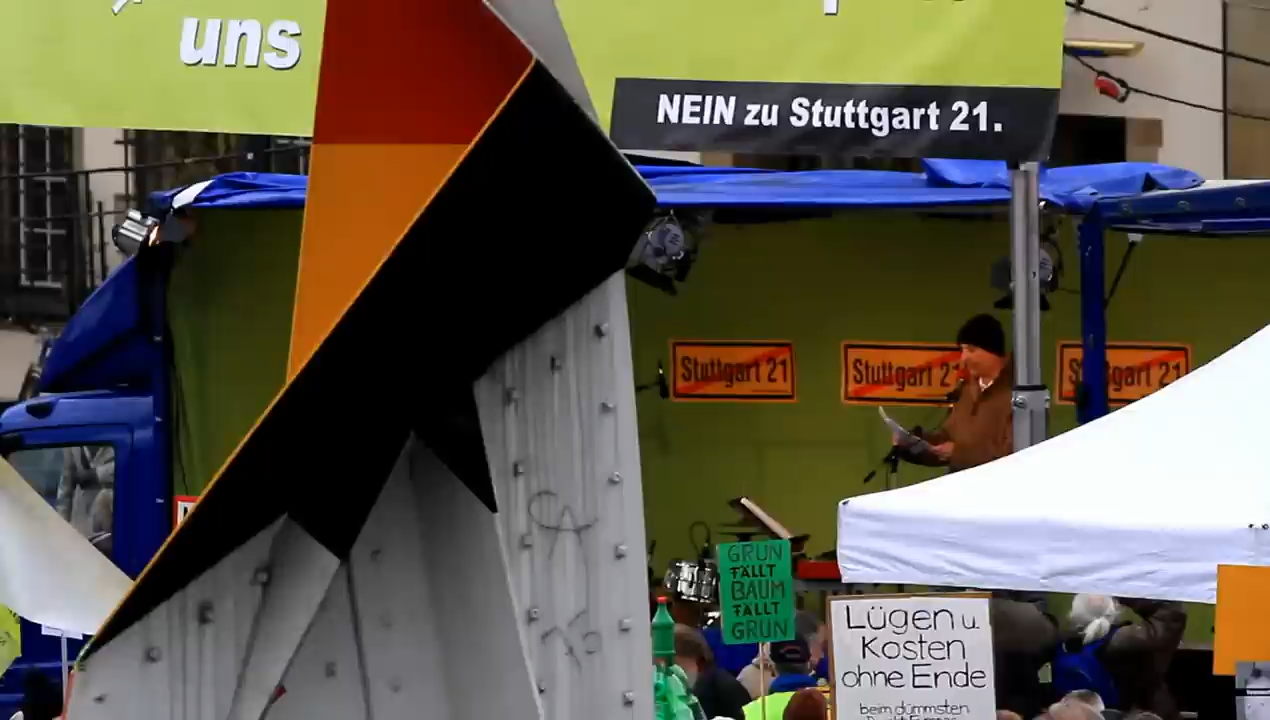 uns
NEIN zu Stuttgart 21.
Stuttgart 21
Stuttgart 21
Stuttgart 21
GRÜN
FÄLLT
BAUM
FÄLLT
GRÜN
Lügen u.
Kosten
ohne Ende
beim dümmsten